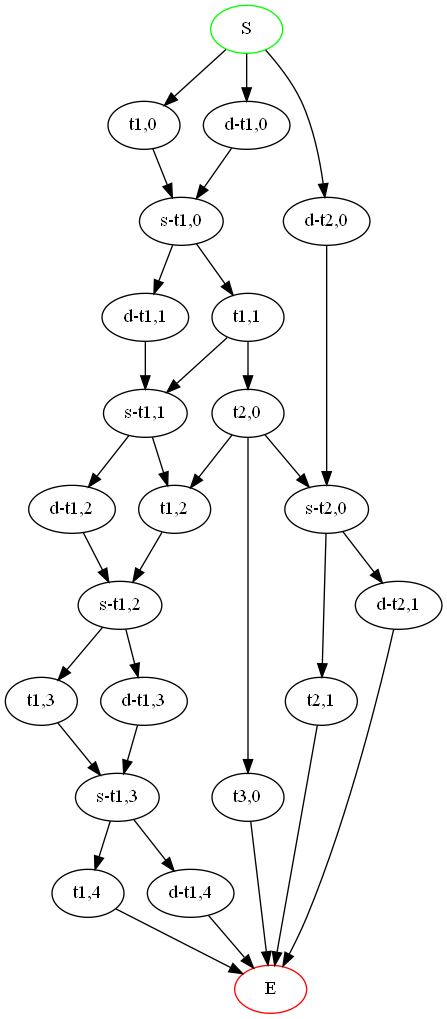 S
t1,0
d-t1,0
s-t1,0
d-t2,0
d-t1,1
t1,1
s-t1,1
t2,0
d-t1,2
t1,2
s-t2,0
s-t1,2
d-t2,1
t1,3
d-t1,3
t2,1
s-t1,3
t3,0
t1,4
d-t1,4
E